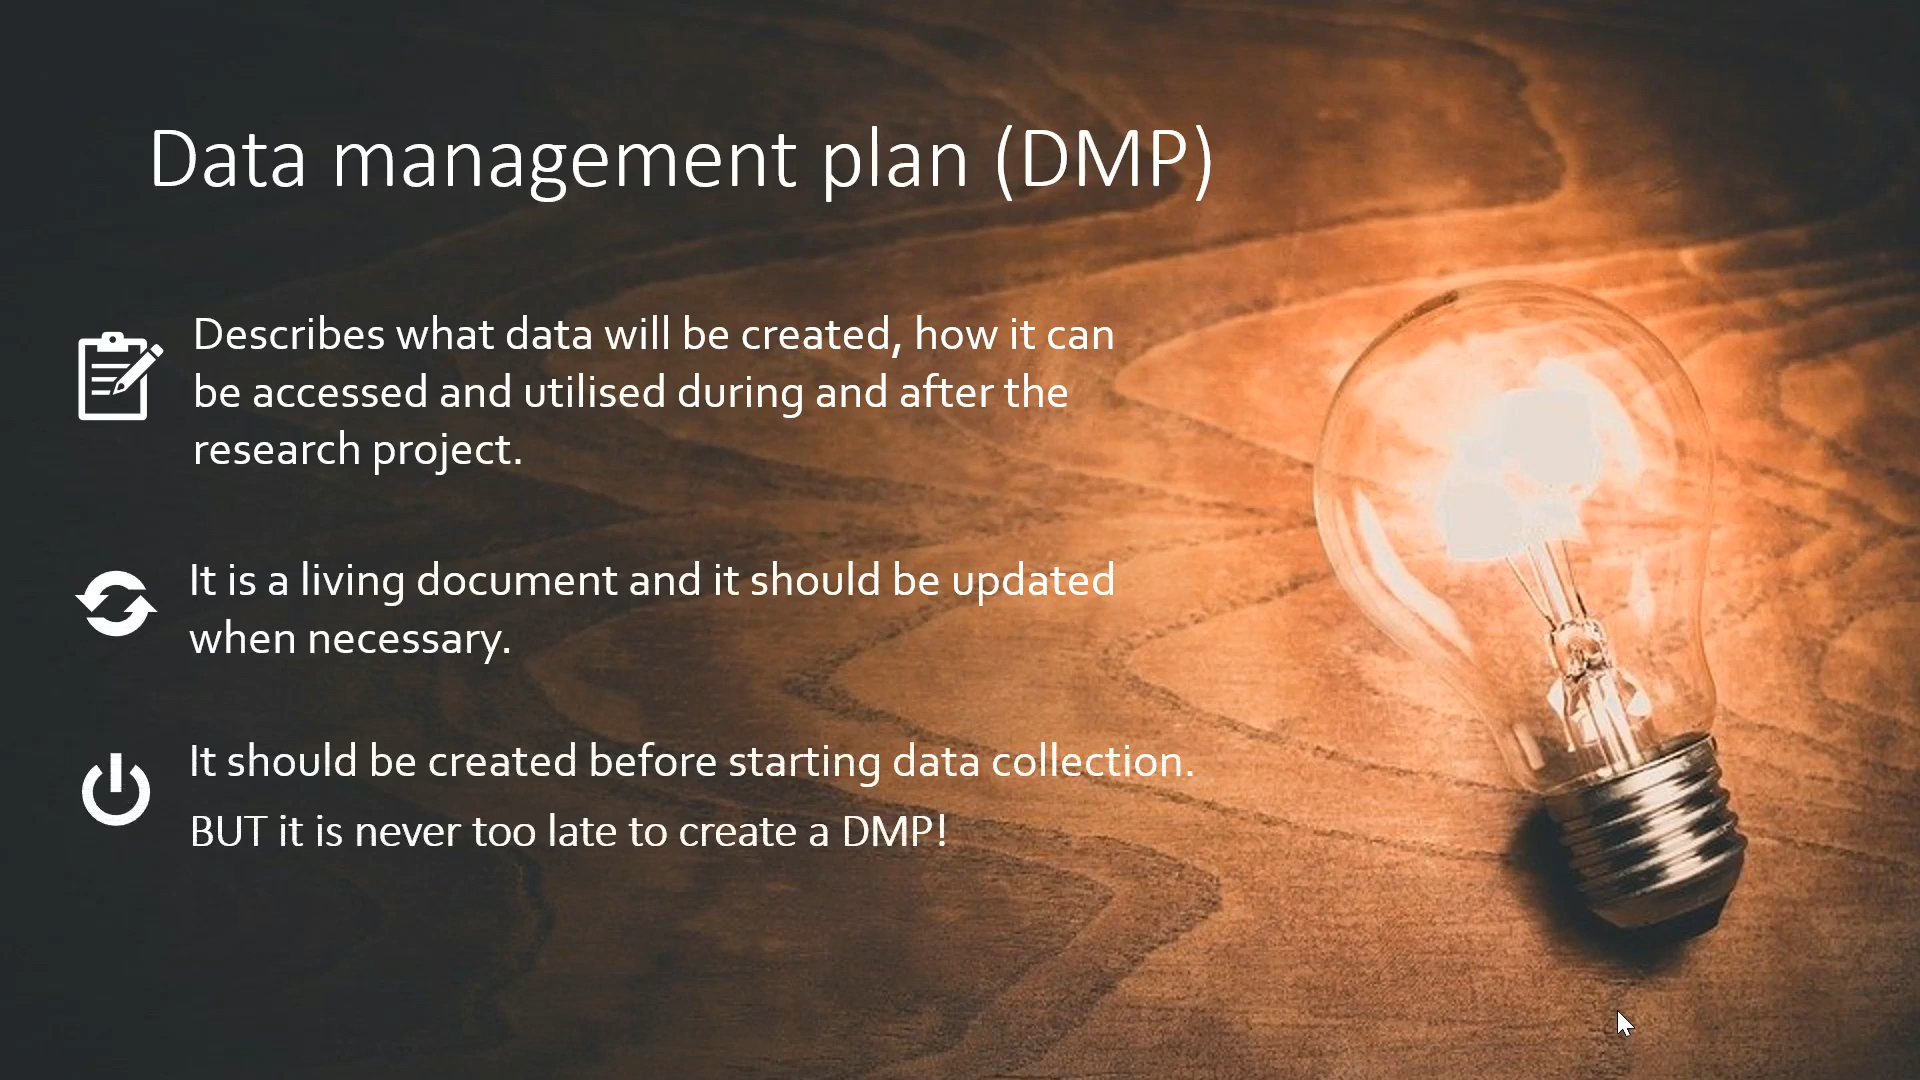 Data management plan (DMP)
Describes what data will be created, how it can
be accessed and utilised during and after the
research project.
It is a living document and it should be updated
when necessary.
It should be created before starting data collection.
BUT it is never too late to create a DMP!